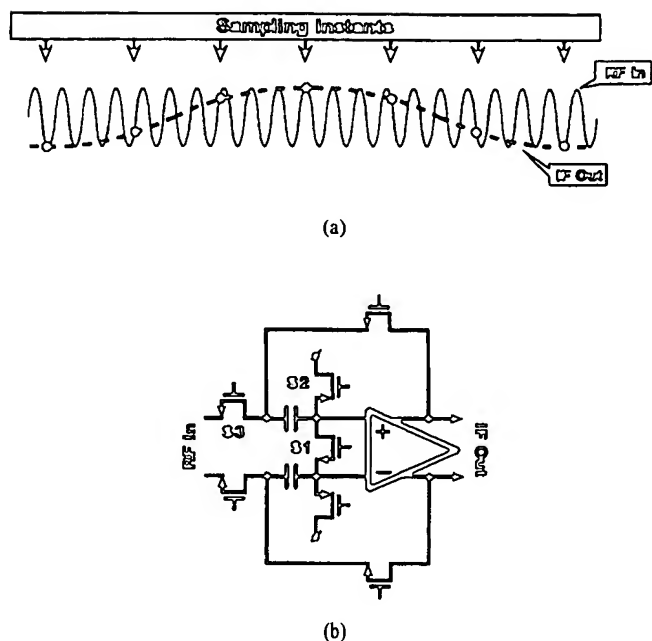 Sampling Instants
RF In
IF Out
(a)
S2
S3
S1
RF In
+
−
IF Out
(b)